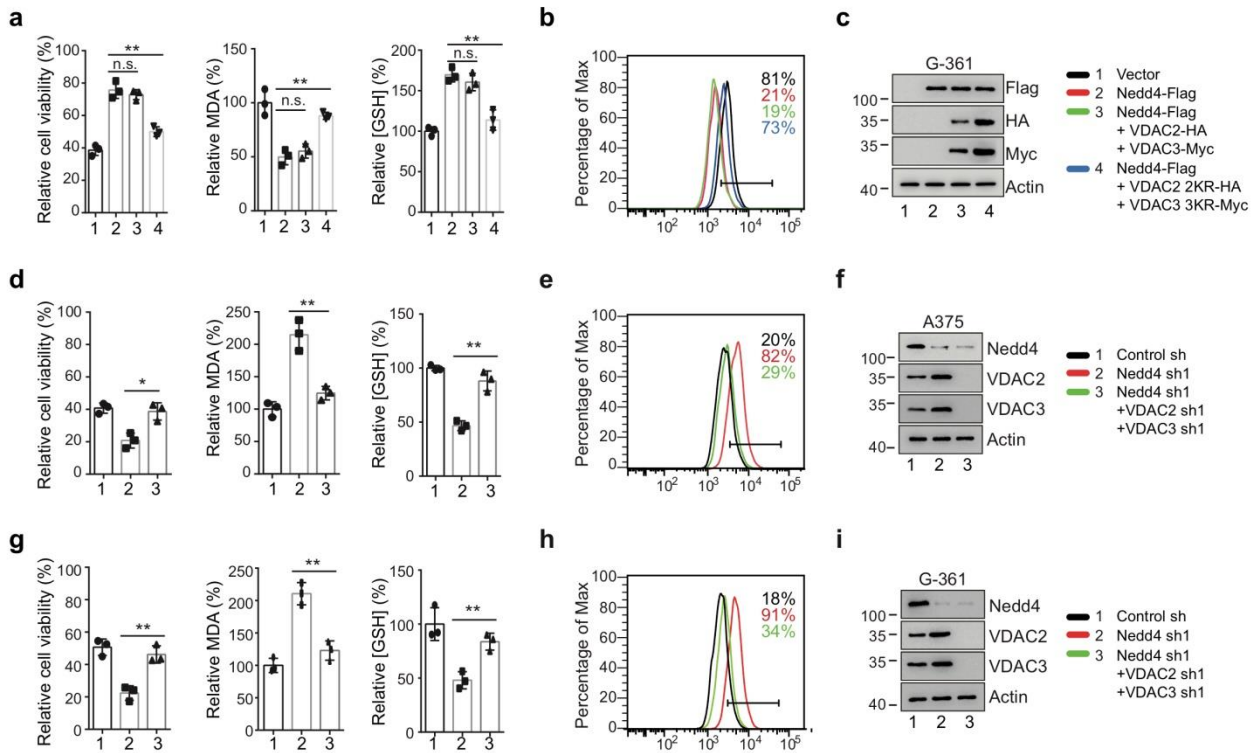 a
Relative cell viability (%)
100
80
60
40
20
0
n.s.
**
1 2 3 4
Relative MDA (%)
150
100
50
0
**
n.s.
1 2 3 4
Relative [GSH] (%)
200
150
100
50
0
**
n.s.
1 2 3 4
b
Percentage of Max
100
80
60
40
20
0
81%
21%
19%
73%
10² 10³ 10⁴ 10⁵
c
G-361
Flag
100
HA
35
Myc
35
Actin
40
1 2 3 4
1 Vector
2 Nedd4-Flag
3 Nedd4-Flag
+ VDAC2-HA
+ VDAC3-Myc
4 Nedd4-Flag
+ VDAC2 2KR-HA
+ VDAC3 3KR-Myc
d
Relative cell viability (%)
100
80
60
40
20
0
*
1 2 3
Relative MDA (%)
250
200
150
100
50
0
**
1 2 3
Relative [GSH] (%)
150
100
50
0
**
1 2 3
e
Percentage of Max
100
80
60
40
20
0
20%
82%
29%
10² 10³ 10⁴ 10⁵
f
A375
Nedd4
100
VDAC2
35
VDAC3
35
Actin
40
1 2 3
1 Control sh
2 Nedd4 sh1
3 Nedd4 sh1
+VDAC2 sh1
+VDAC3 sh1
g
Relative cell viability (%)
100
80
60
40
20
0
**
1 2 3
Relative MDA (%)
250
200
150
100
50
0
**
1 2 3
Relative [GSH] (%)
150
100
50
0
**
1 2 3
h
Percentage of Max
100
80
60
40
20
0
18%
91%
34%
10² 10³ 10⁴ 10⁵
i
G-361
Nedd4
100
VDAC2
35
VDAC3
35
Actin
40
1 2 3
1 Control sh
2 Nedd4 sh1
3 Nedd4 sh1
+VDAC2 sh1
+VDAC3 sh1